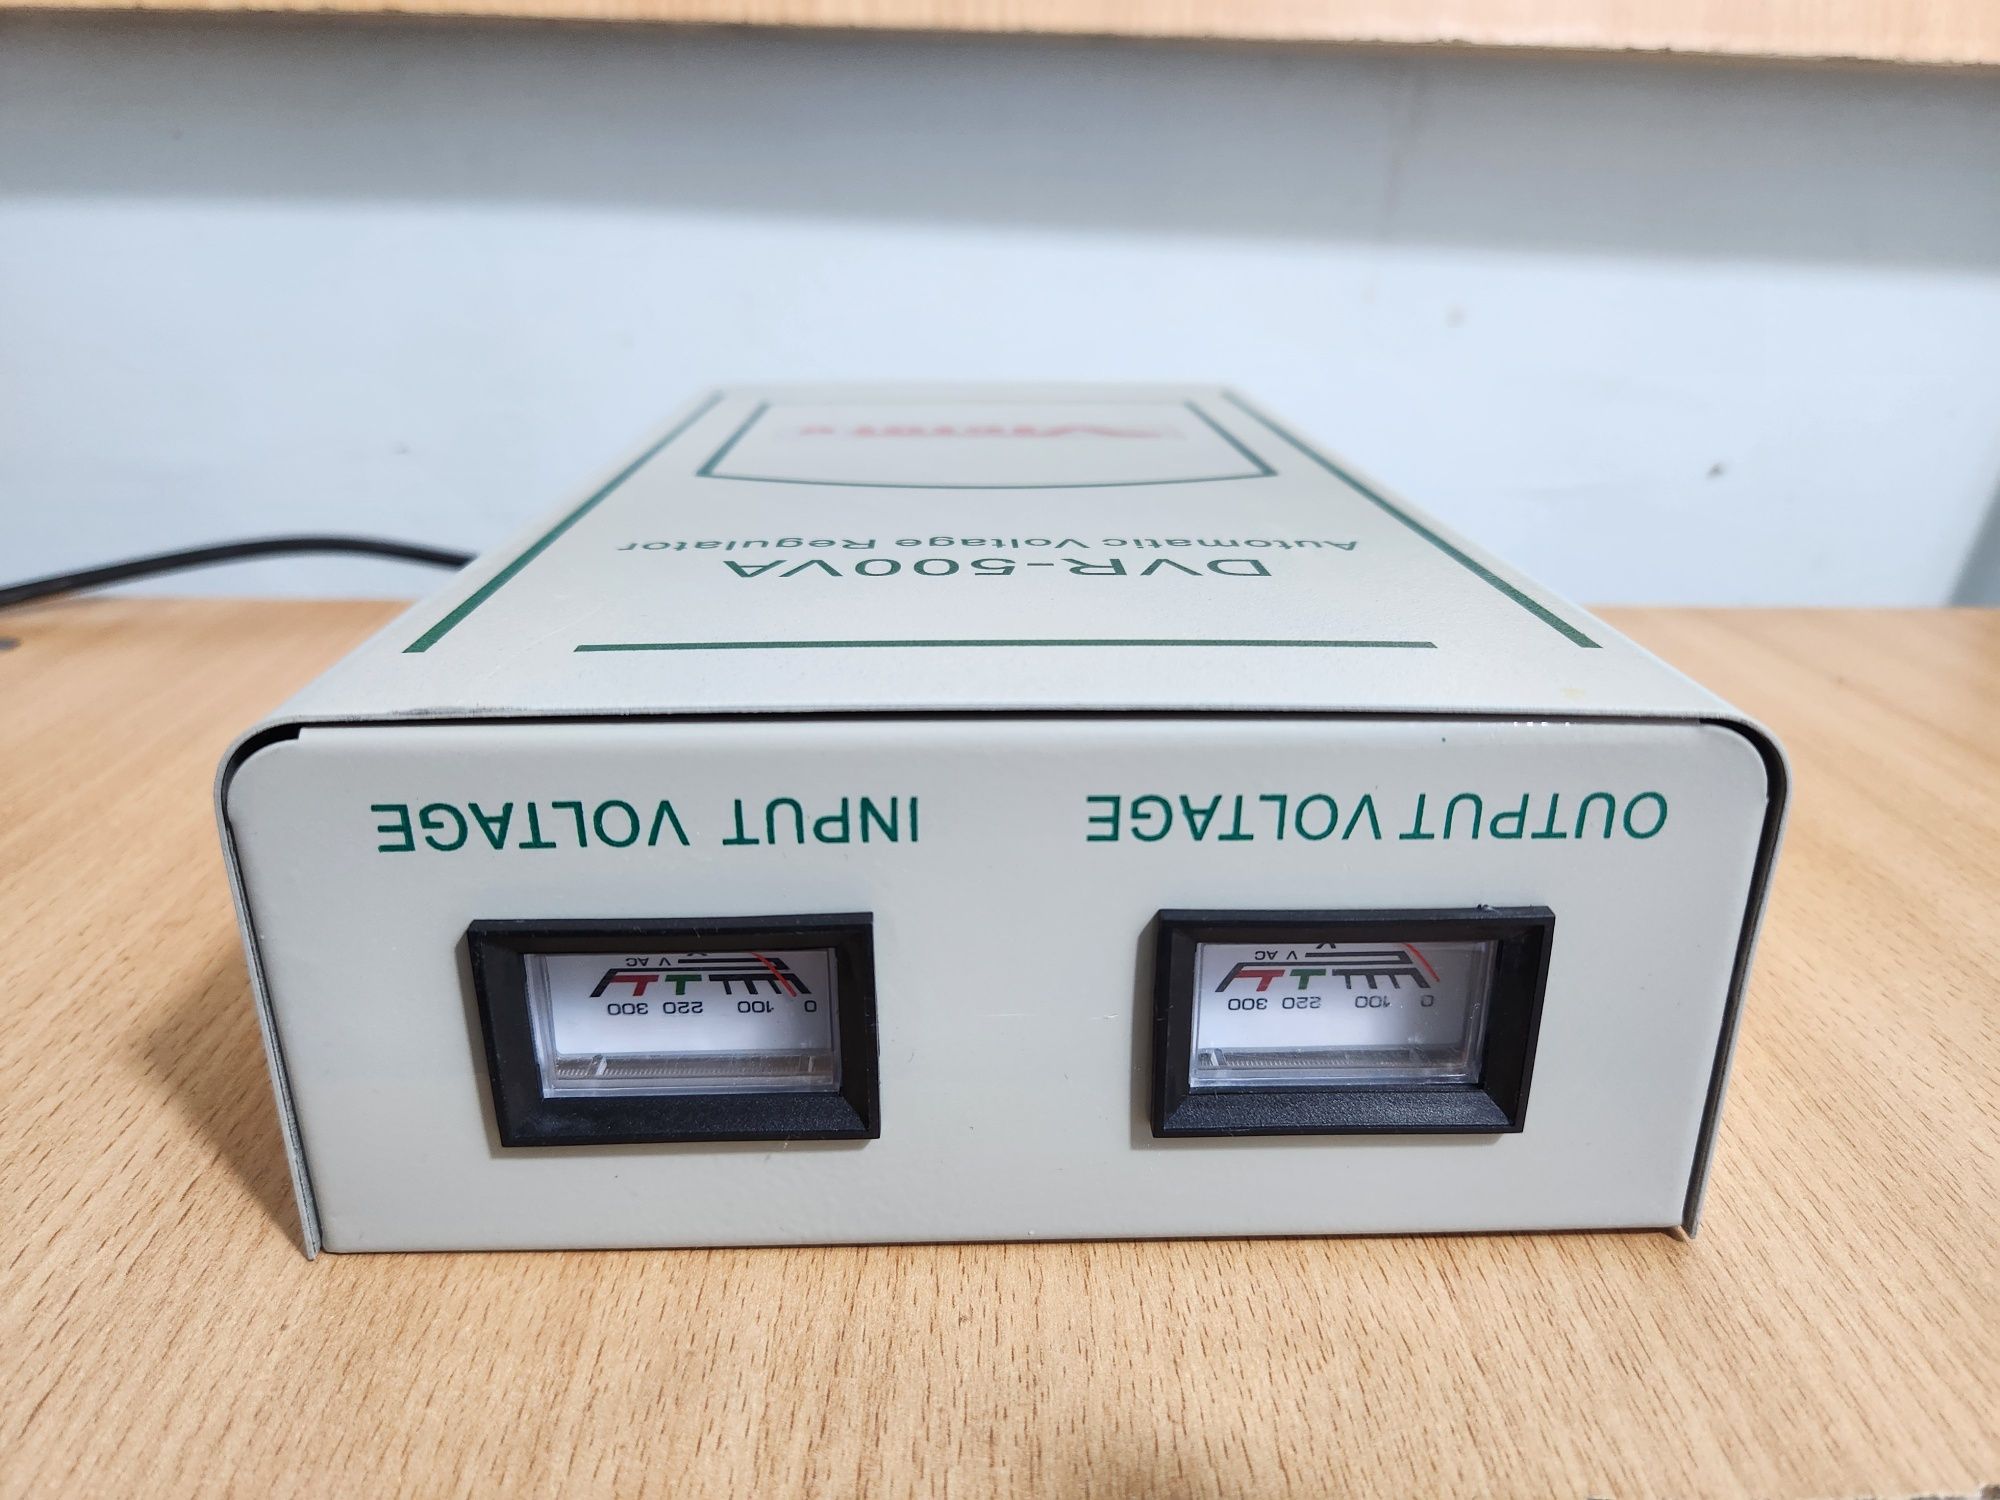 OUTPUT VOLTAGE
INPUT VOLTAGE
0 100 220 300
V AC
0 100 220 300
V AC
DVR-500VA
Automatic Voltage Regulator